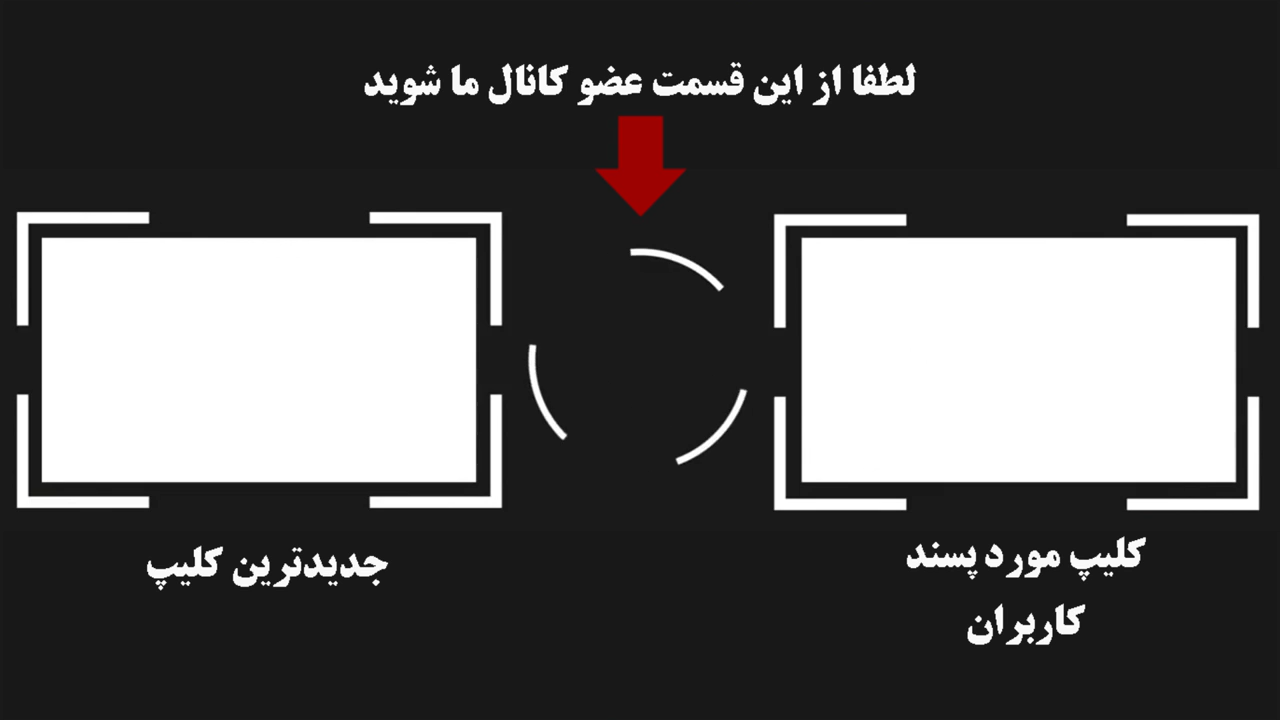 لطفا از این قسمت عضو کانال ما شوید
کلیپ مورد پسند
کاربران
جدیدترین کلیپ